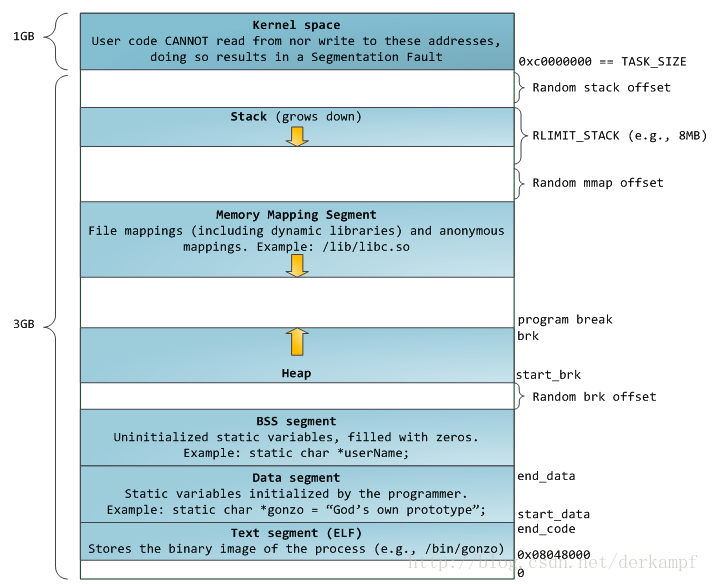 Kernel space
1GB
User code CANNOT read from nor write to these addresses,
doing so results in a Segmentation Fault
0xc0000000 == TASK_SIZE
Random stack offset
Stack (grows down)
RLIMIT_STACK (e.g., 8MB)
Random mmap offset
Memory Mapping Segment
File mappings (including dynamic libraries) and anonymous
mappings. Example: /lib/libc.so
3GB
program break
brk
Heap
start_brk
Random brk offset
BSS segment
Uninitialized static variables, filled with zeros.
Example: static char *userName;
Data segment
end_data
Static variables initialized by the programmer.
Example: static char *gonzo = “God’s own prototype”;
start_data
end_code
Text segment (ELF)
Stores the binary image of the process (e.g., /bin/gonzo)
0x08048000
http://blog.csdn.net/derkampf
0